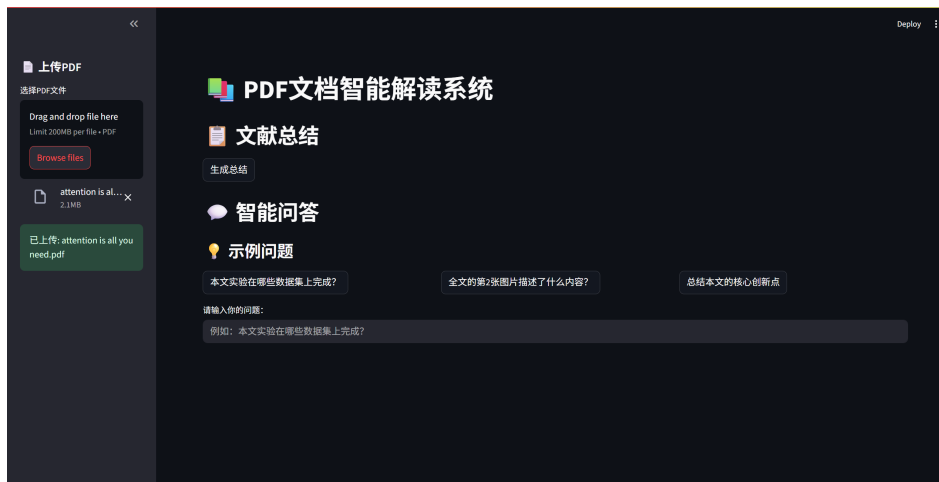 Deploy
上传PDF
选择PDF文件
Drag and drop file here
Limit 200MB per file • PDF
Browse files
attention is al...
2.1MB
已上传: attention is all you
need.pdf
PDF文档智能解读系统
文献总结
生成总结
智能问答
示例问题
本文实验在哪些数据集上完成？
全文的第2张图片描述了什么内容？
总结本文的核心创新点
请输入你的问题：
例如：本文实验在哪些数据集上完成？